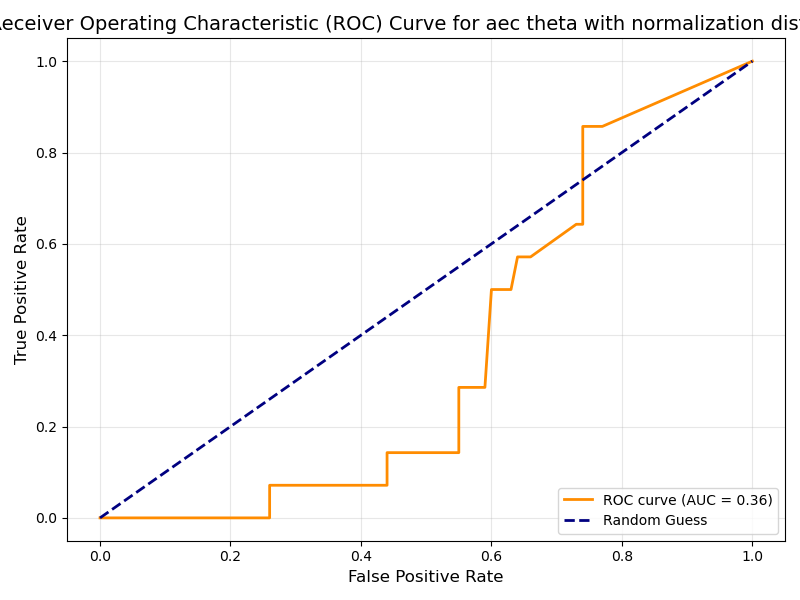 eceiver Operating Characteristic (ROC) Curve for aec theta with normalization dis
1.0
0.8
0.6
0.4
0.2
0.0
True Positive Rate
0.0 0.2 0.4 0.6 0.8 1.0
False Positive Rate
ROC curve (AUC = 0.36)
Random Guess